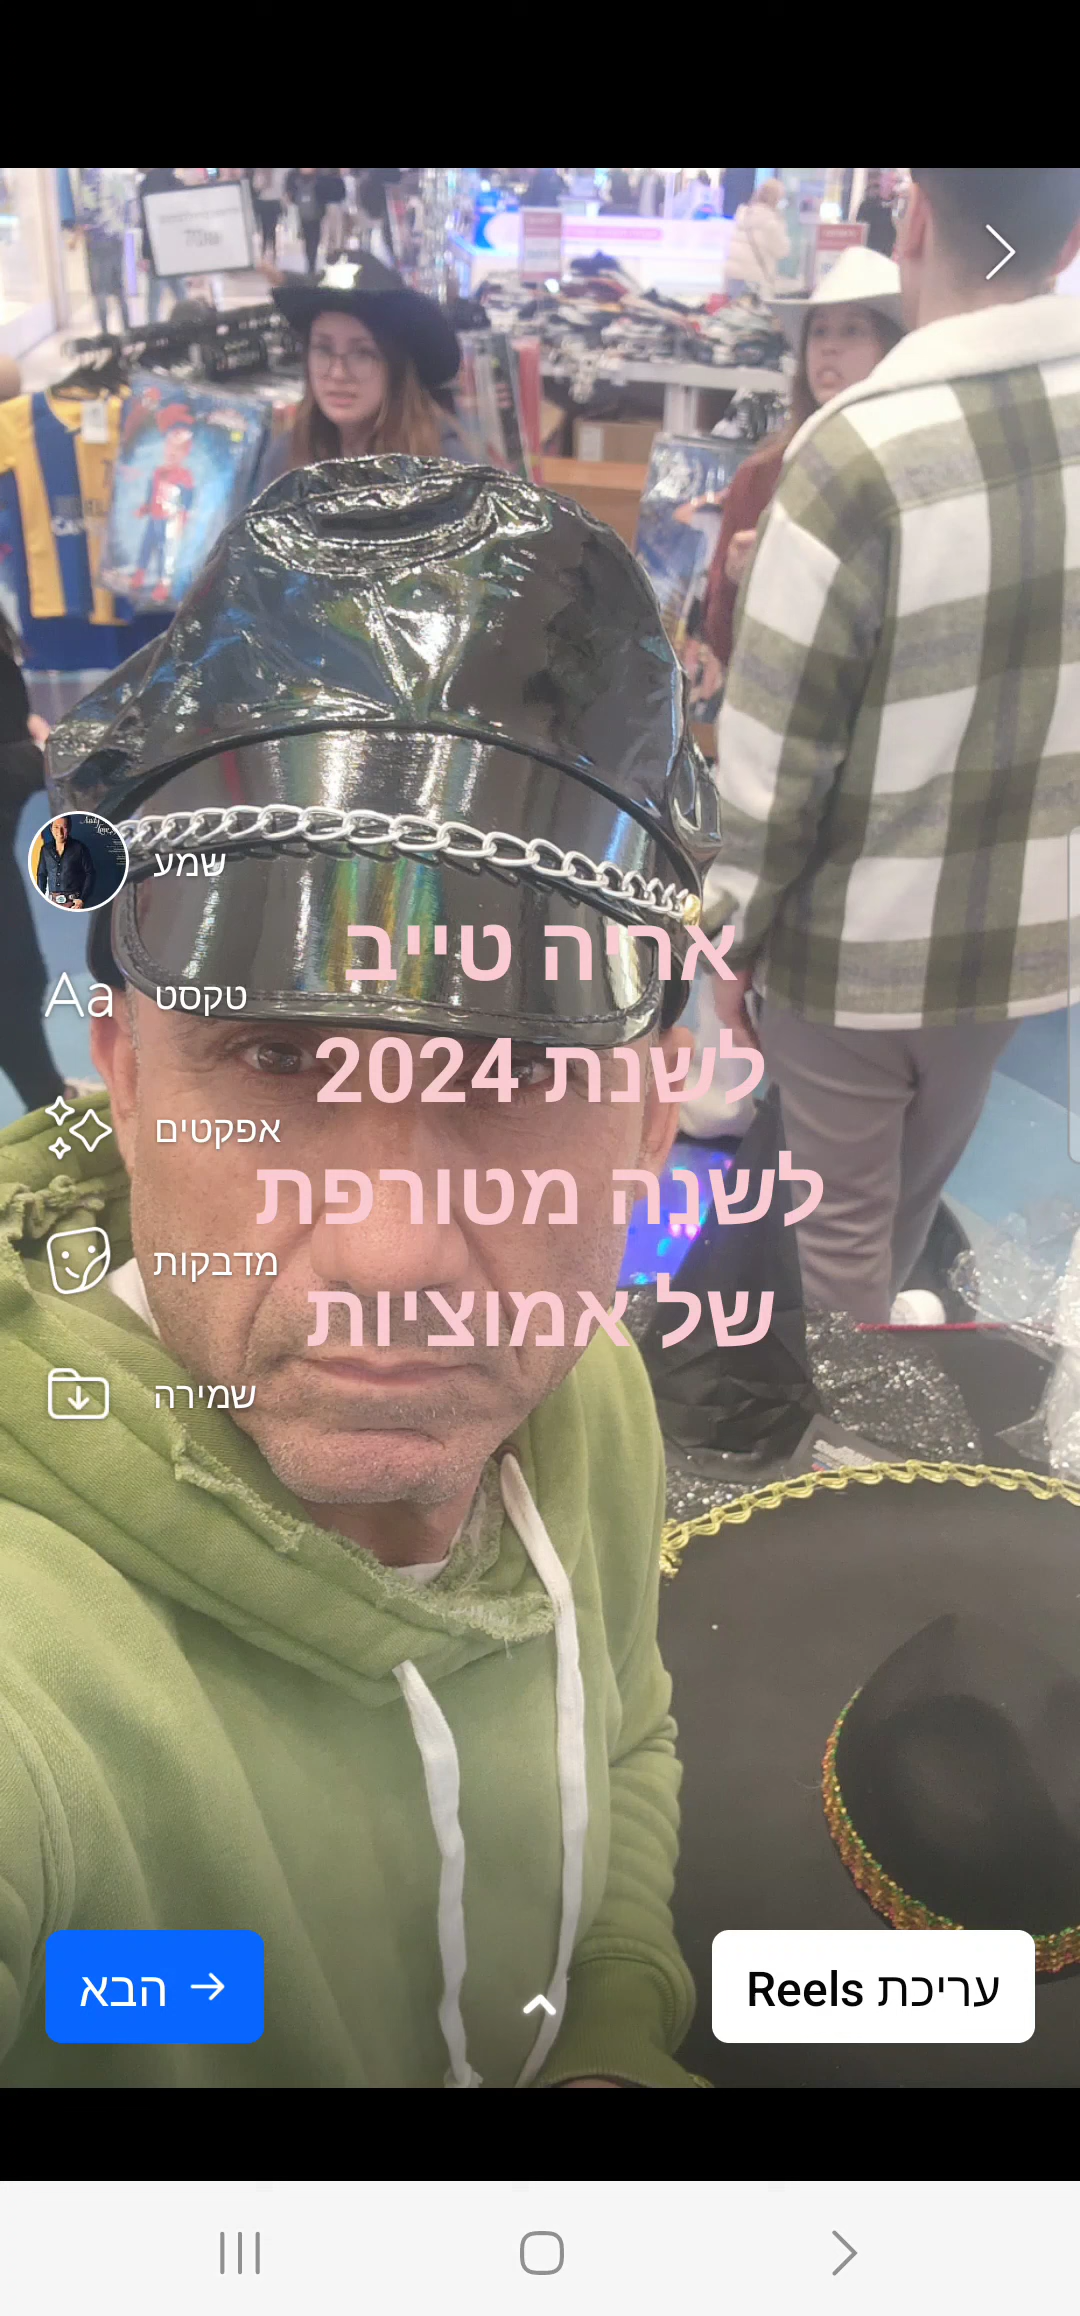 שמע
אריה טייב
Aa טקסט
לשנת 2024
אפקטים
לשנה מטורפת
מדבקות
של אמוציות
שמירה
הבא
עריכת Reels